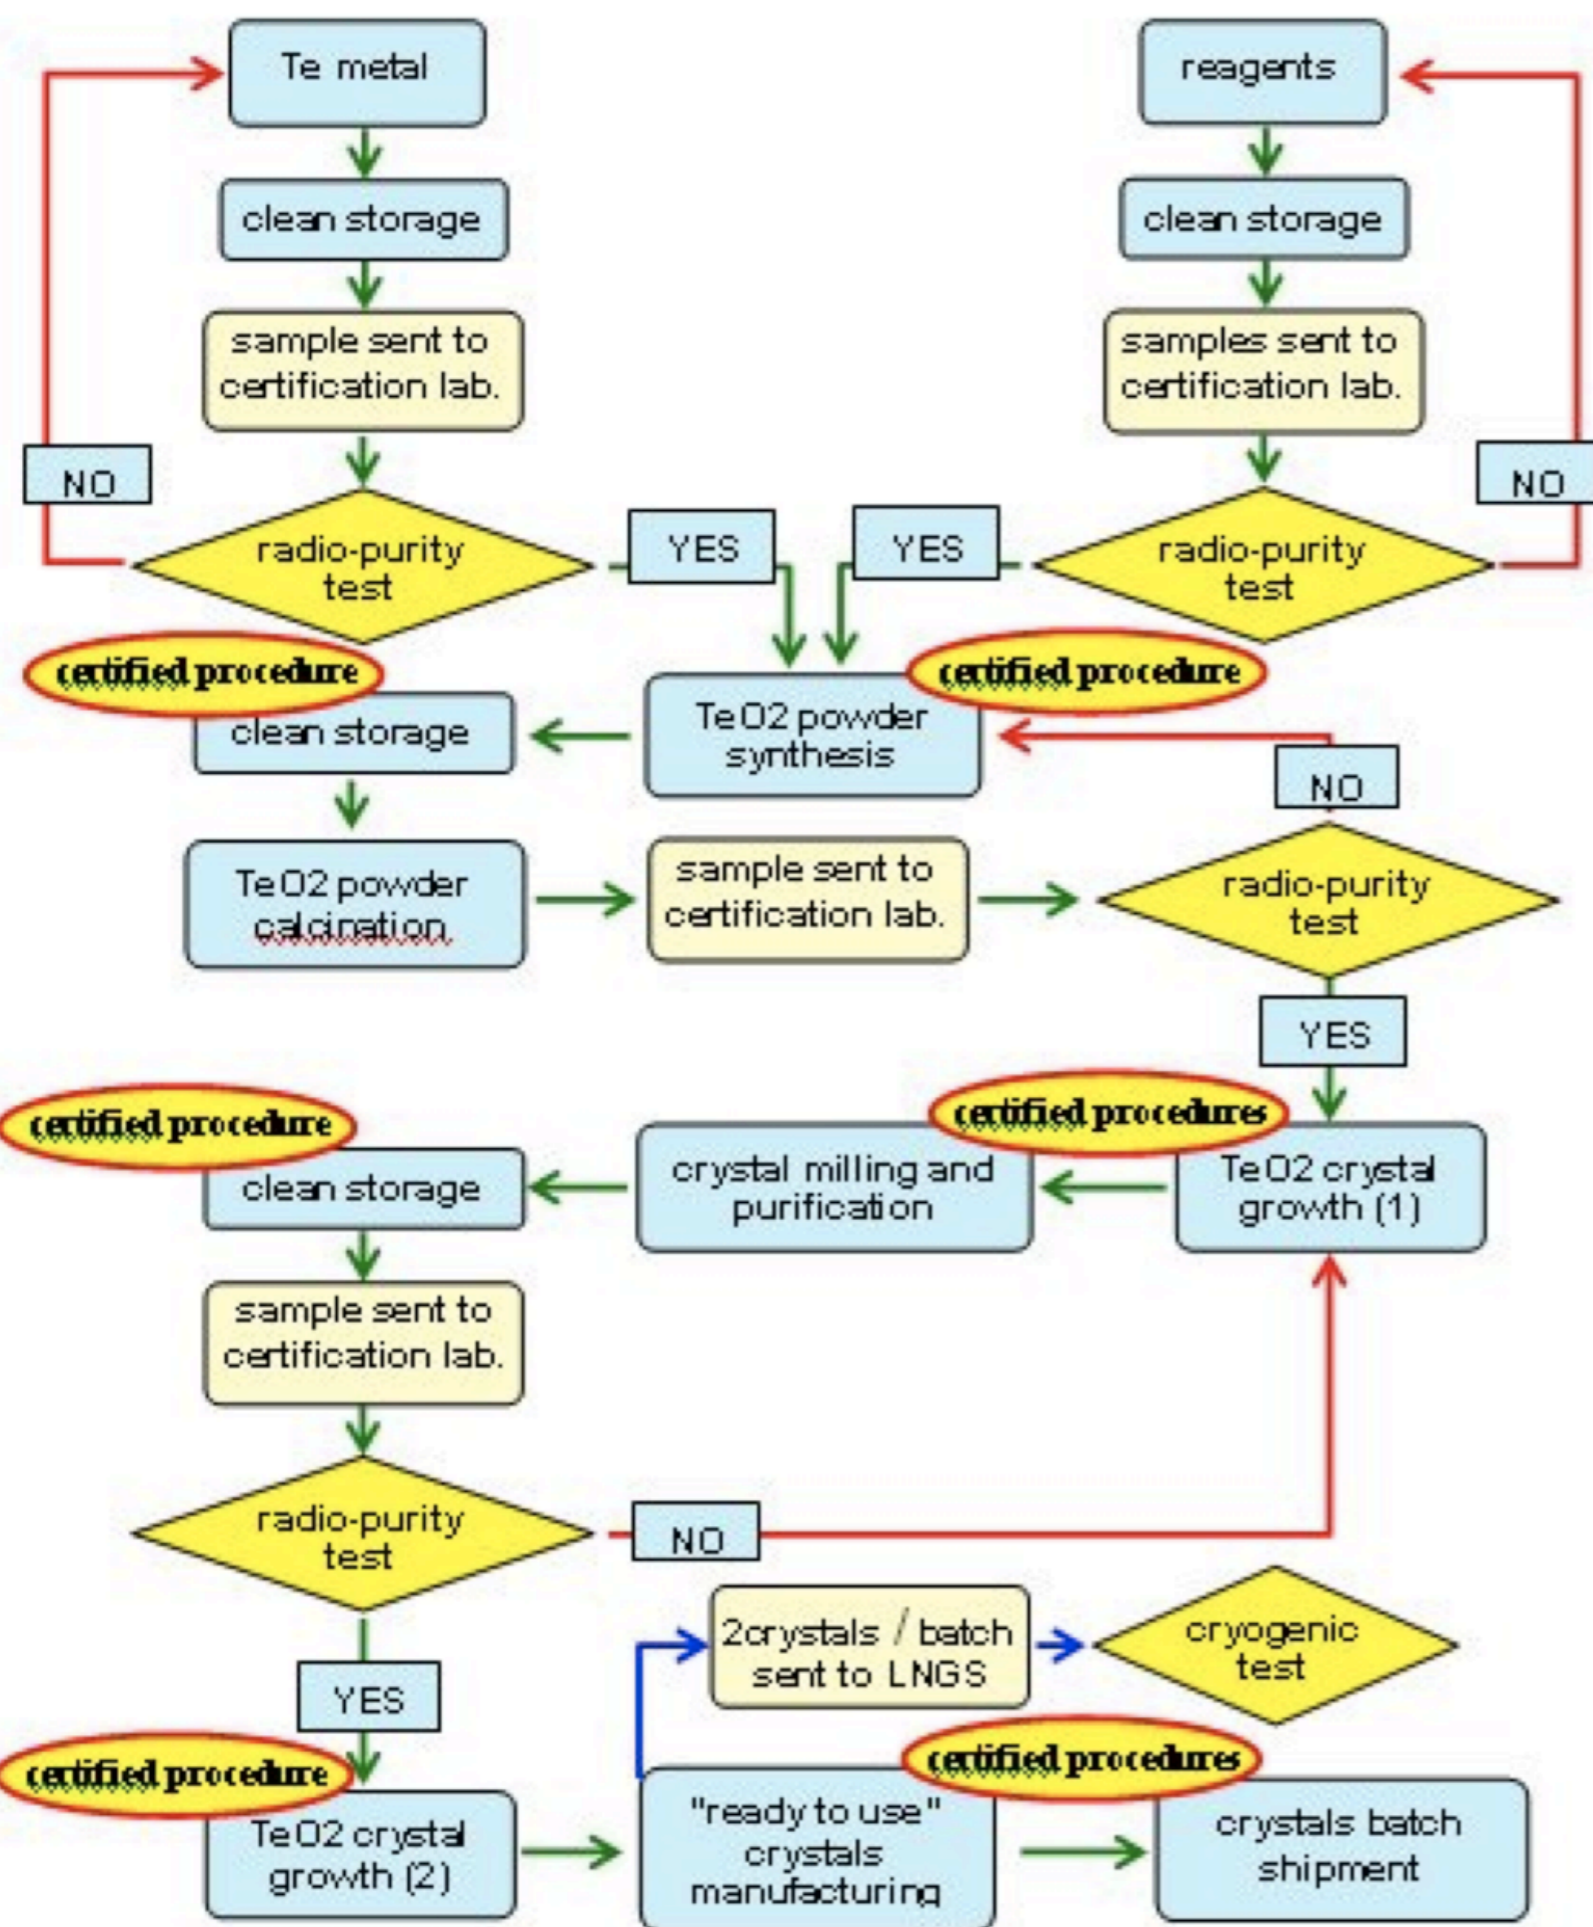 Te metal
reagents
clean storage
clean storage
sample sent to
certification lab.
samples sent to
certification lab.
NO
NO
radio-purity
test
YES
YES
radio-purity
test
certified procedure
certified procedure
clean storage
TeO2 powder
synthesis
NO
TeO2 powder
calcination
sample sent to
certification lab.
radio-purity
test
YES
certified procedure
certified procedures
clean storage
crystal milling and
purification
TeO2 crystal
growth (1)
sample sent to
certification lab.
radio-purity
test
NO
2crystals / batch
sent to LNGS
cryogenic
test
YES
certified procedure
certified procedures
TeO2 crystal
growth (2)
"ready to use"
crystals
manufacturing
crystals batch
shipment